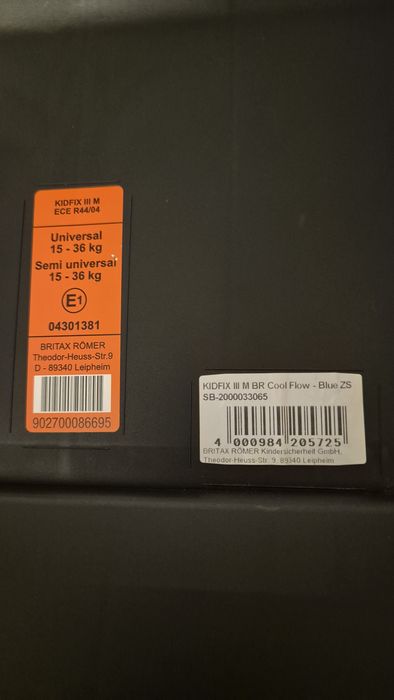 KIDFIX III M
ECE R44/04
Universal
15 - 36 kg
Semi universal
15 - 36 kg
E1
04301381
BRITAX RÖMER
Theodor-Heuss-Str.9
D - 89340 Leipheim
902700086695
KIDFIX III M BR Cool Flow - Blue ZS
SB-2000033065
4 000984 205725
BRITAX RÖMER Kindersicherheit GmbH,
Theodor-Heuss-Str. 9, 89340 Leipheim